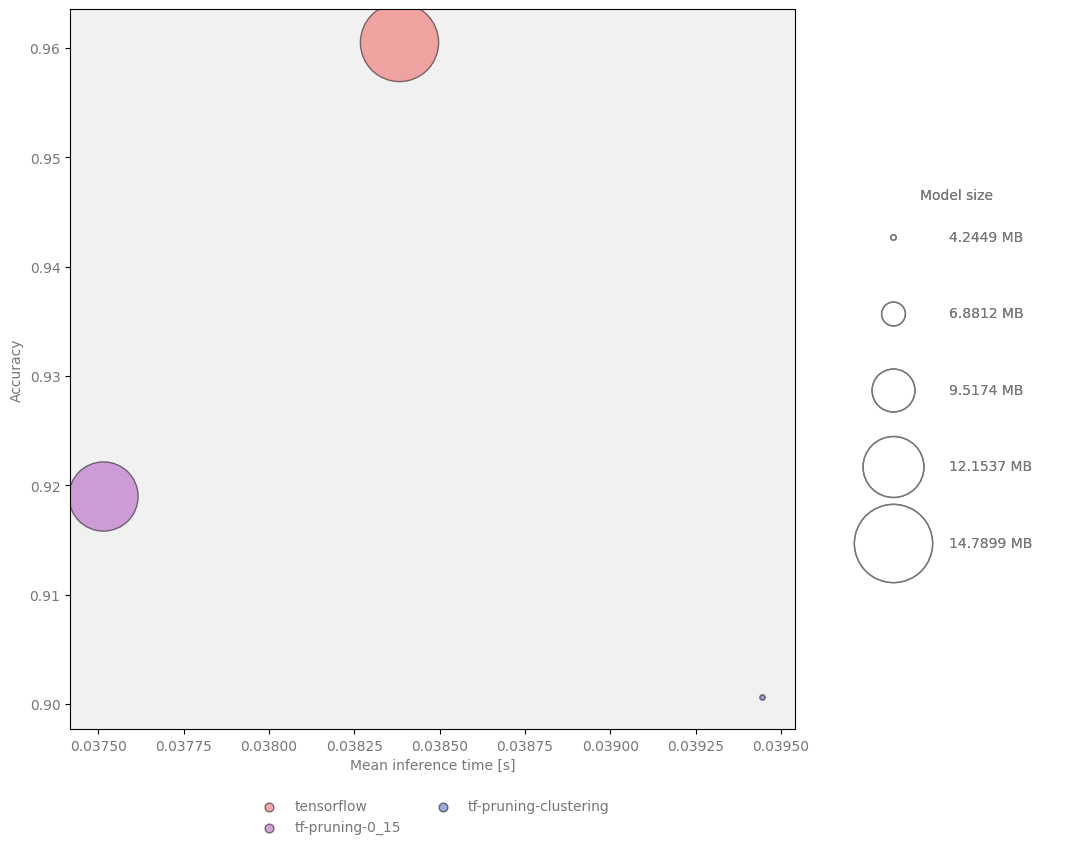 0.96
0.95
0.94
0.93
0.92
0.91
0.90
Accuracy
0.03750 0.03775 0.03800 0.03825 0.03850 0.03875 0.03900 0.03925 0.03950
Mean inference time [s]
Model size
4.2449 MB
6.8812 MB
9.5174 MB
12.1537 MB
14.7899 MB
tensorflow
tf-pruning-0_15
tf-pruning-clustering